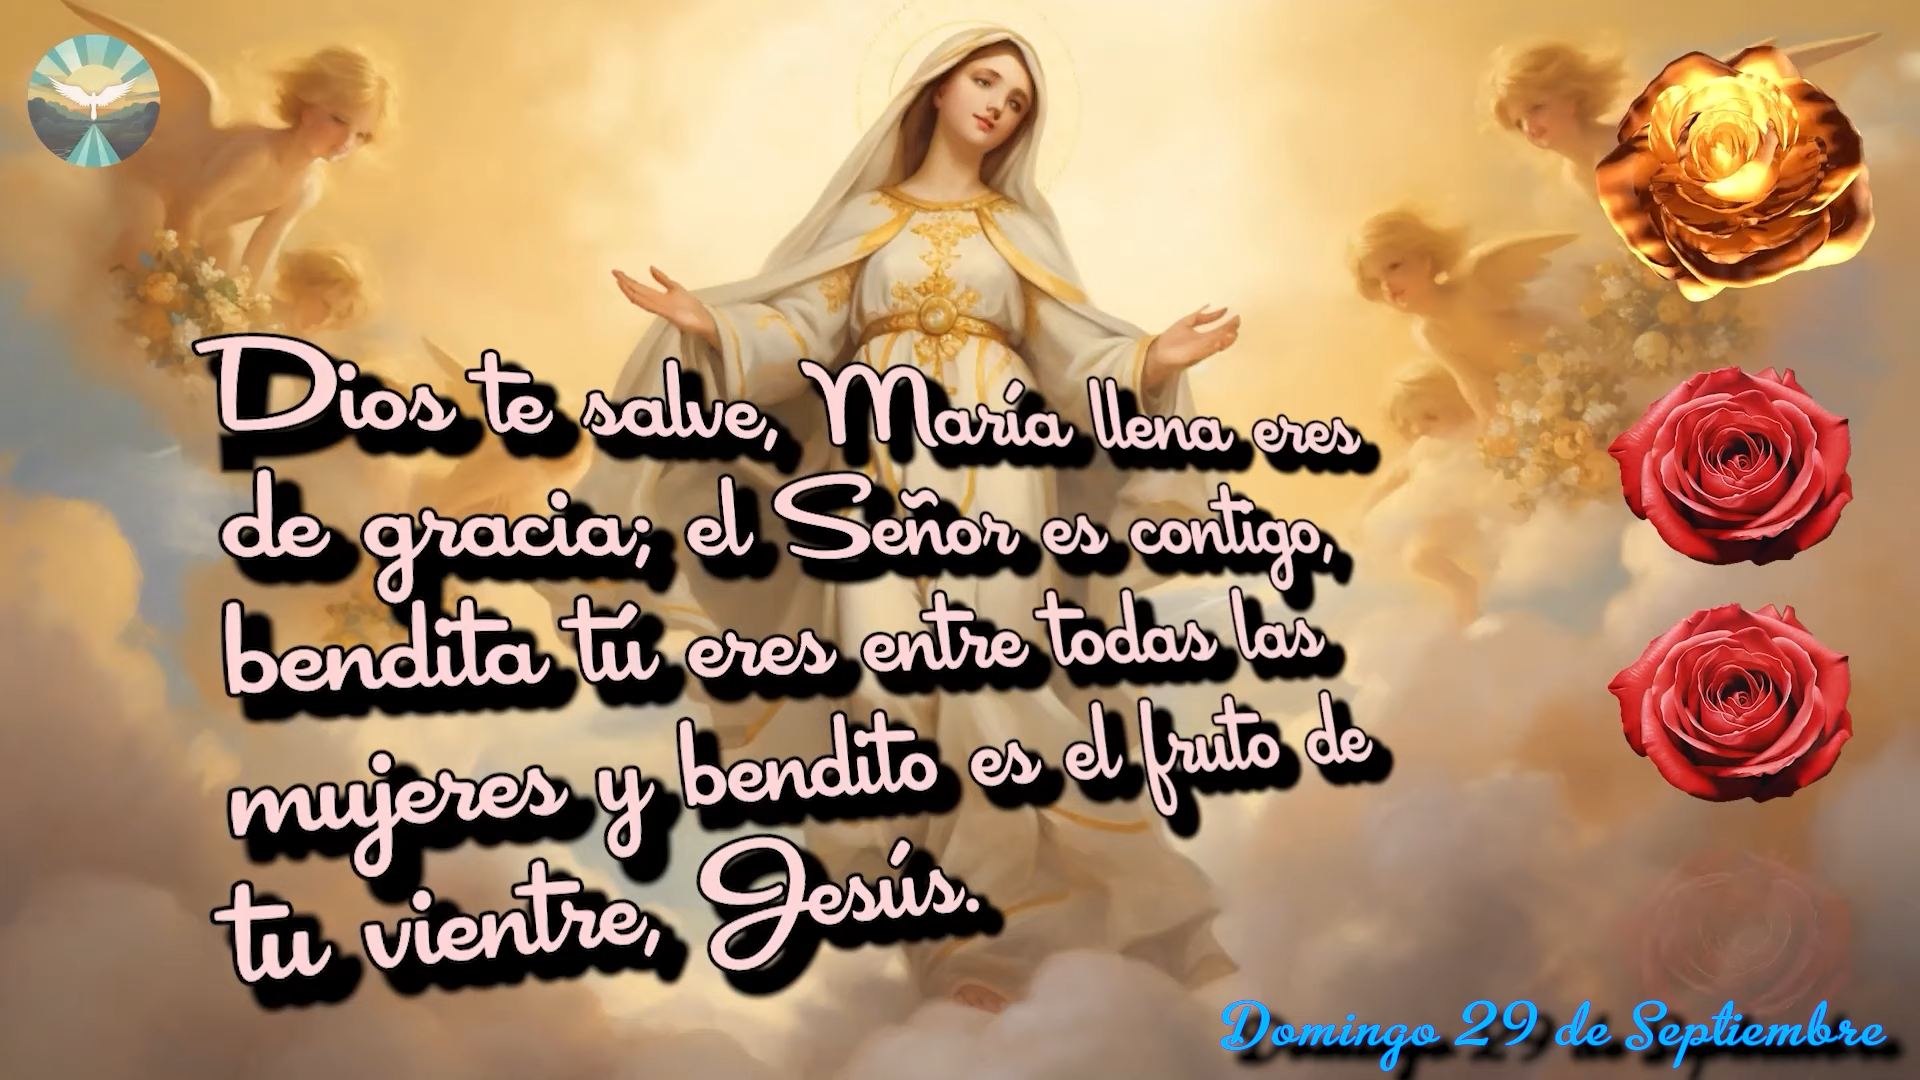 Dios te salve, María llena eres
de gracia; el Señor es contigo,
bendita tú eres entre todas las
mujeres y bendito es el fruto de
tu vientre, Jesús.
Domingo 29 de Septiembre